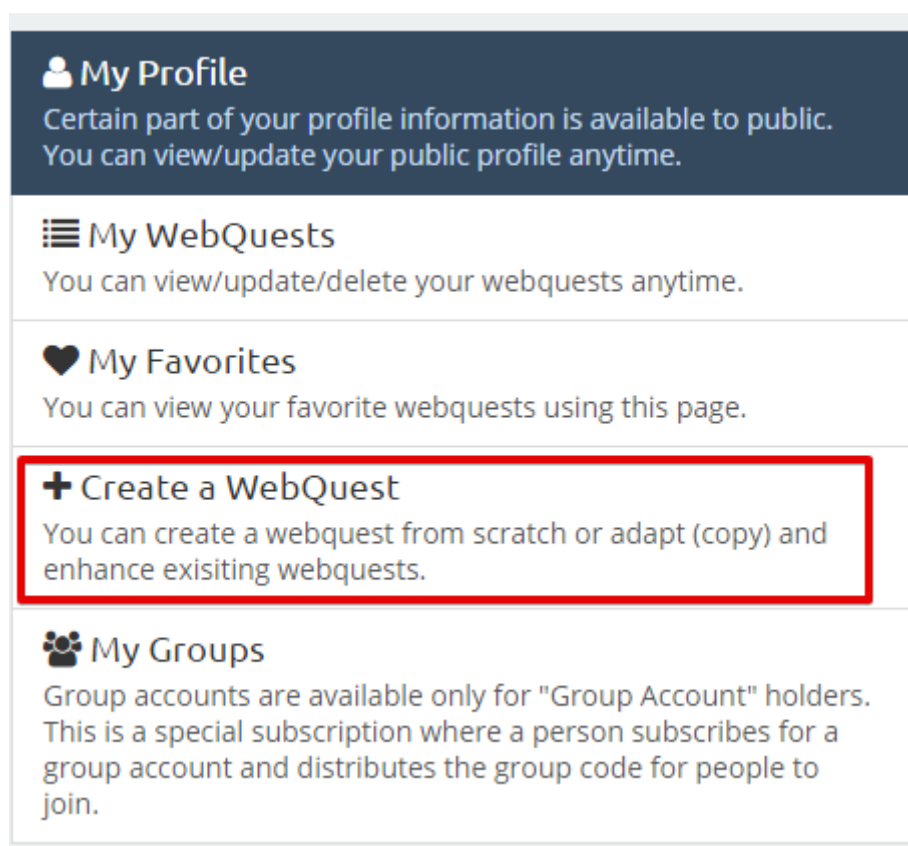 My Profile
Certain part of your profile information is available to public.
You can view/update your public profile anytime.
My WebQuests
You can view/update/delete your webquests anytime.
My Favorites
You can view your favorite webquests using this page.
Create a WebQuest
You can create a webquest from scratch or adapt (copy) and
enhance exisiting webquests.
My Groups
Group accounts are available only for "Group Account" holders.
This is a special subscription where a person subscribes for a
group account and distributes the group code for people to
join.